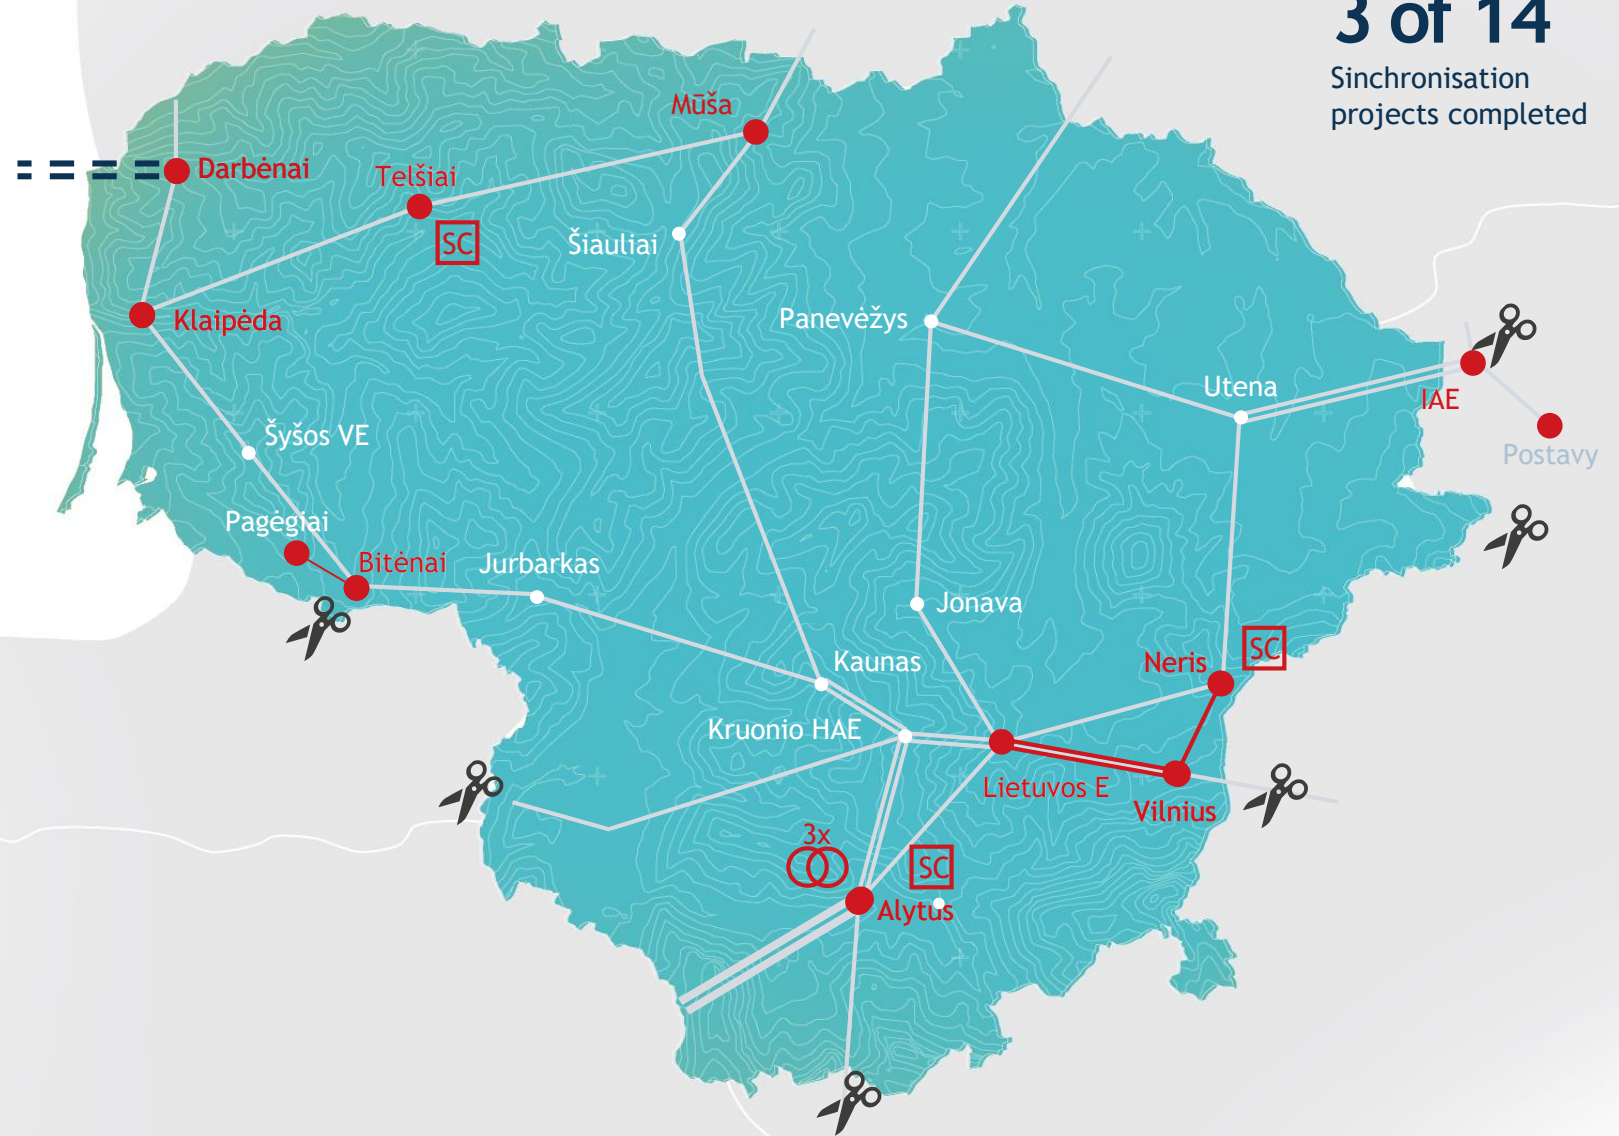 3 of 14
Sinchronisation
projects completed
Mūša
Darbėnai
Telšiai
SC
Šiauliai
Klaipėda
Panevėžys
Utena
IAE
Postavy
Šyšos VE
Pagėgiai
Bitėnai
Jurbarkas
Jonava
Kaunas
Neris
SC
Kruonio HAE
Lietuvos E
Vilnius
3x
SC
Alytus